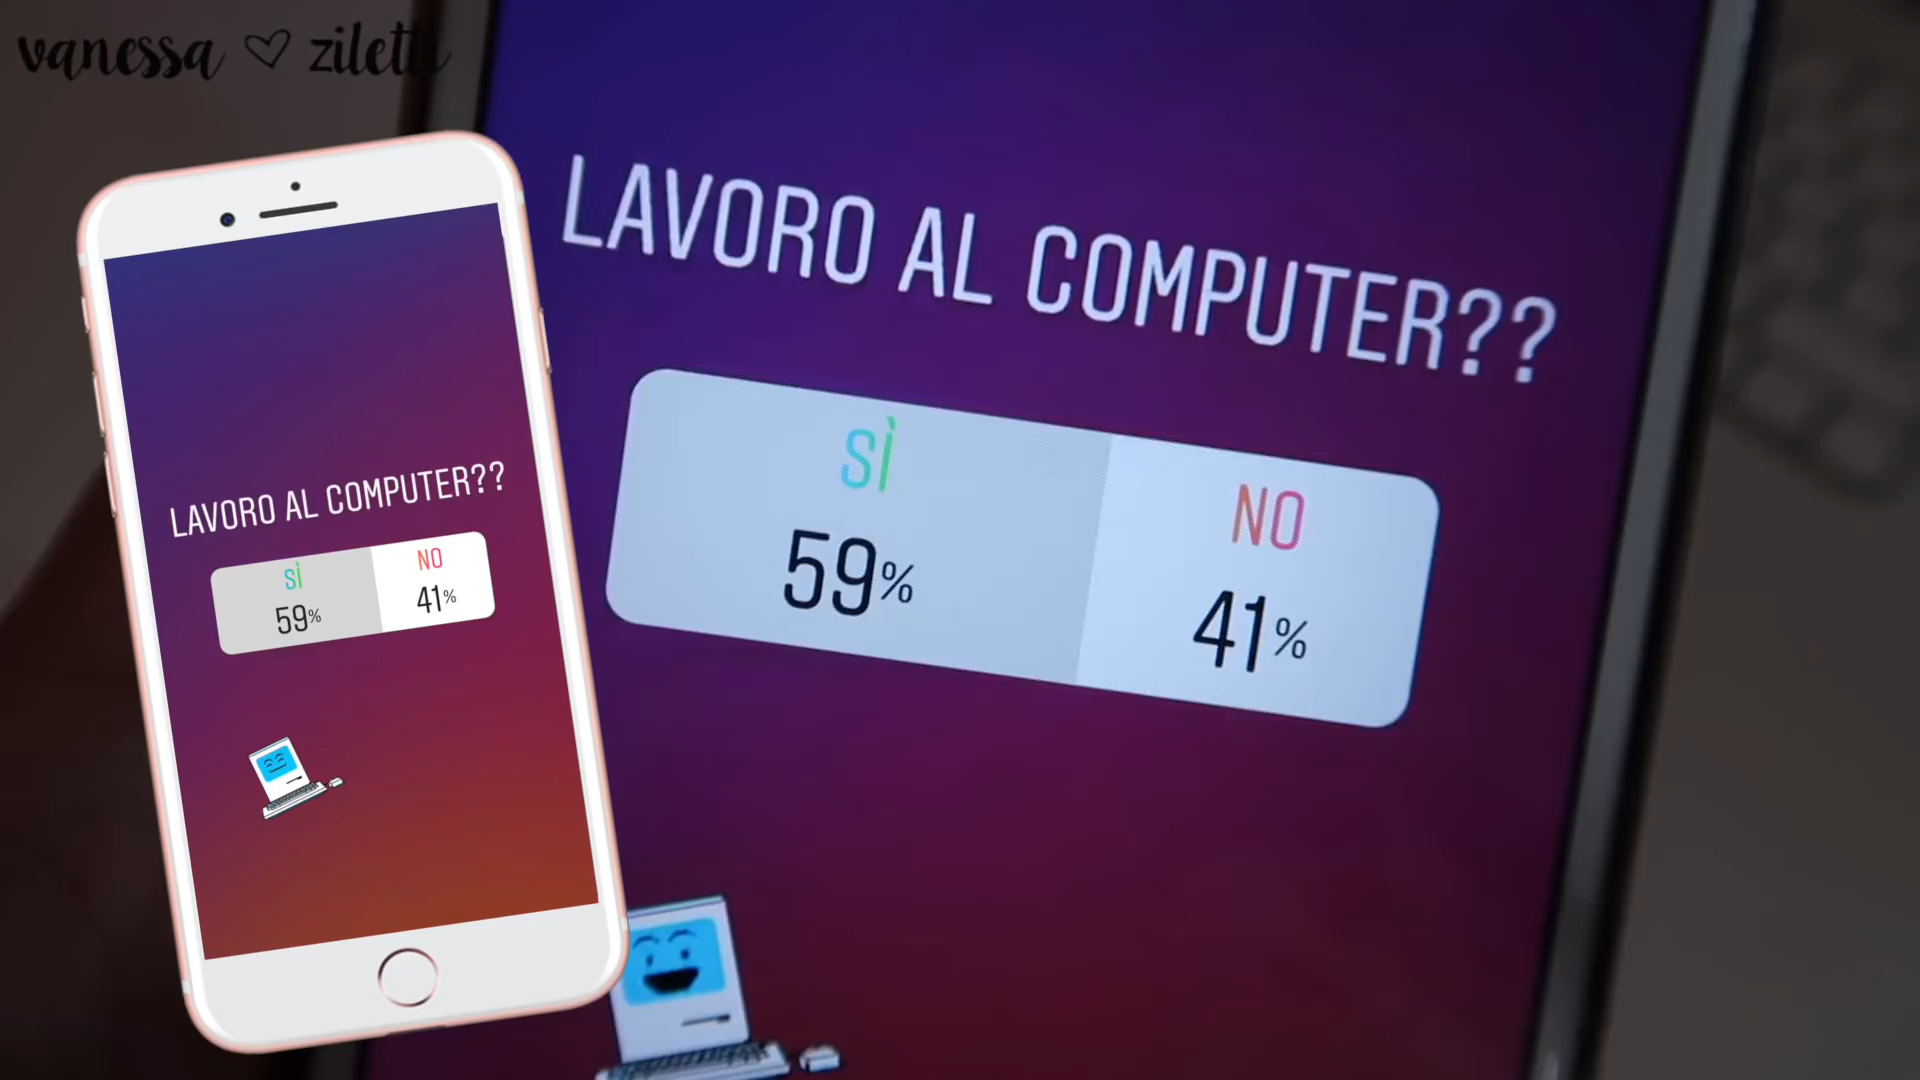 vanessa ♡ ziletti
LAVORO AL COMPUTER??
SÌ
59%
NO
41%
LAVORO AL COMPUTER??
SÌ
59%
NO
41%